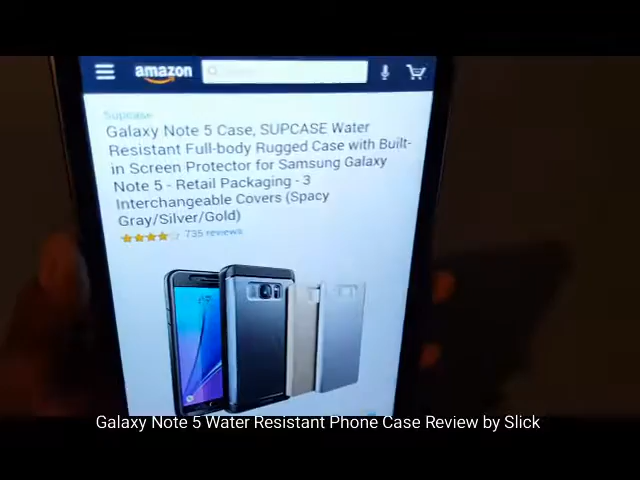 amazon
Supcase
Galaxy Note 5 Case, SUPCASE Water
Resistant Full-body Rugged Case with Built-
in Screen Protector for Samsung Galaxy
Note 5 - Retail Packaging - 3
Interchangeable Covers (Spacy
Gray/Silver/Gold)
735 reviews
Galaxy Note 5 Water Resistant Phone Case Review by Slick